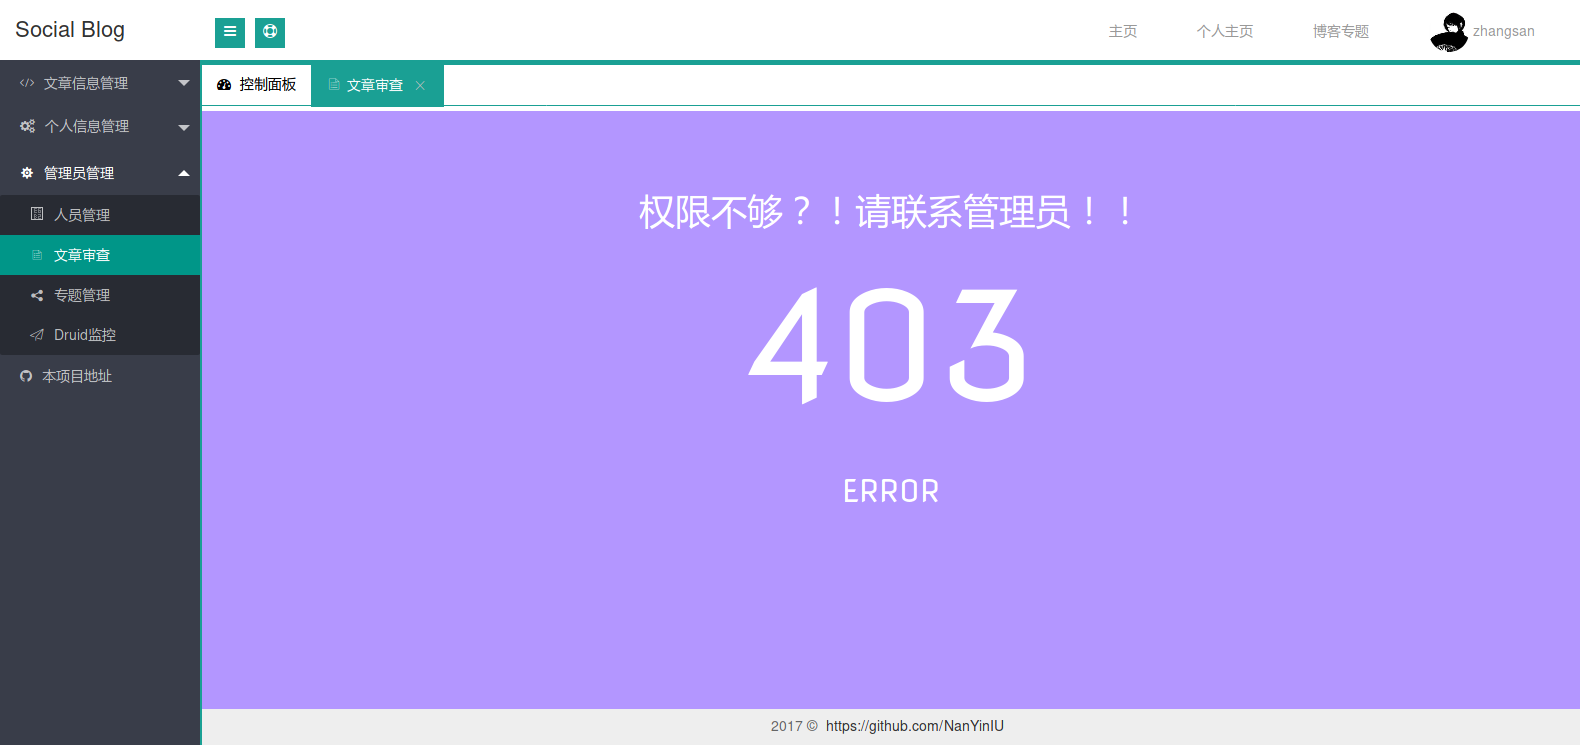 Social Blog
主页
个人主页
博客专题
zhangsan
文章信息管理
个人信息管理
管理员管理
人员管理
文章审查
专题管理
Druid监控
本项目地址
控制面板
文章审查
权限不够？！请联系管理员！！
403
ERROR
2017 © https://github.com/NanYinIU